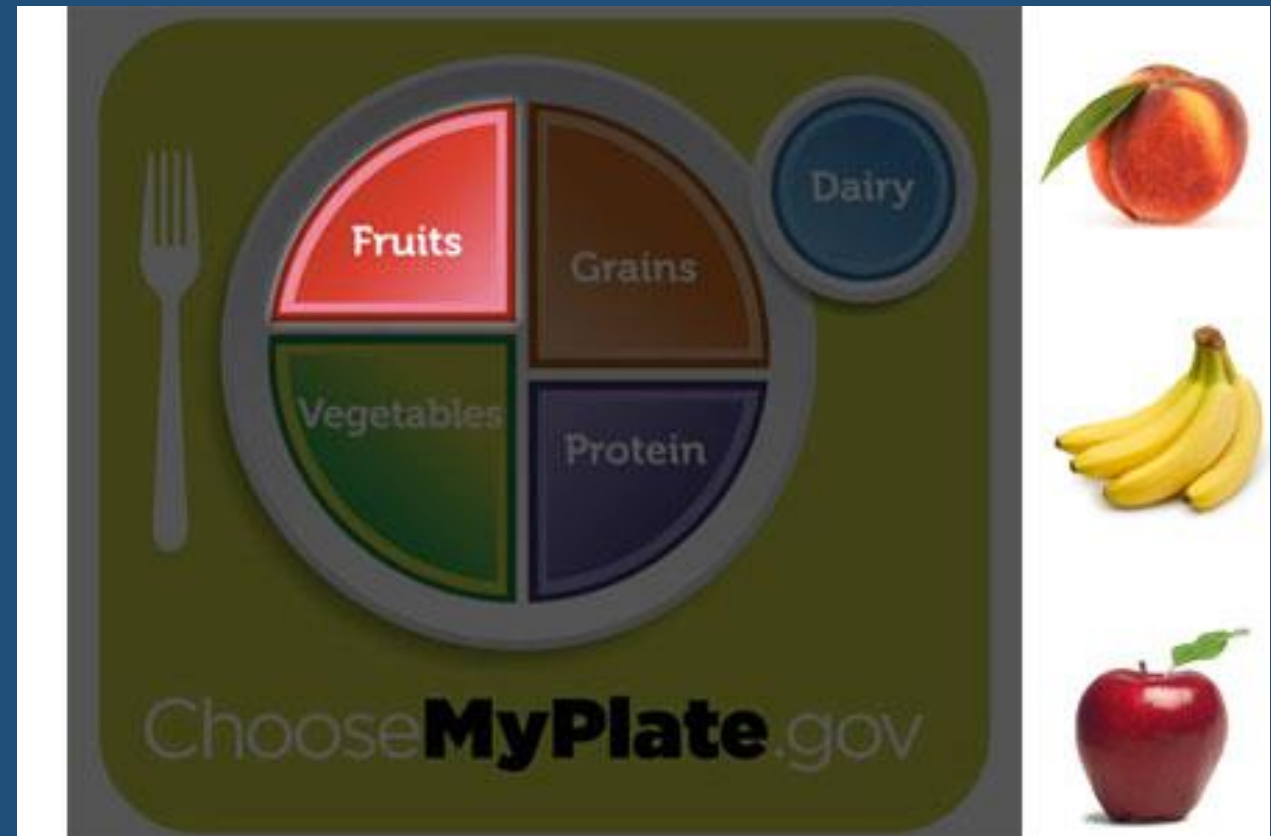 Fruits
Grains
Dairy
Vegetables
Protein
ChooseMyPlate.gov